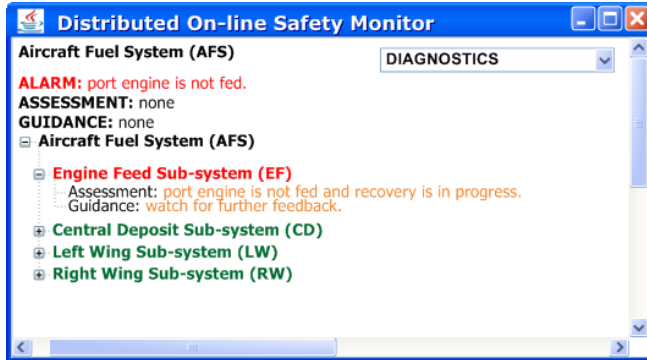 Distributed On-line Safety Monitor
Aircraft Fuel System (AFS)
DIAGNOSTICS
ALARM: port engine is not fed.
ASSESSMENT: none
GUIDANCE: none
Aircraft Fuel System (AFS)
Engine Feed Sub-system (EF)
Assessment: port engine is not fed and recovery is in progress.
Guidance: watch for further feedback.
Central Deposit Sub-system (CD)
Left Wing Sub-system (LW)
Right Wing Sub-system (RW)